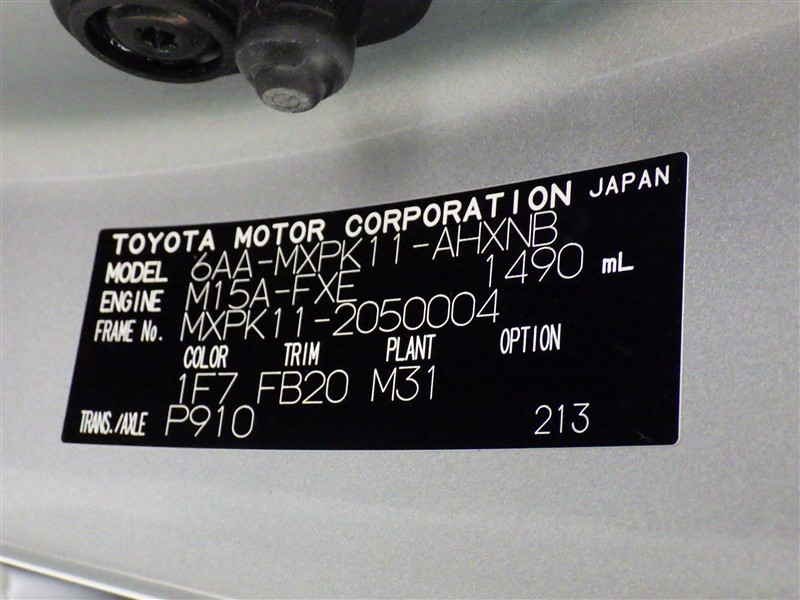 TOYOTA MOTOR CORPORATION JAPAN
MODEL 6AA-MXPK11-AHXNB
ENGINE M15A-FXE 1490 mL
FRAME No. MXPK11-2050004
COLOR TRIM PLANT OPTION
1F7 FB20 M31
TRANS./AXLE P910 213